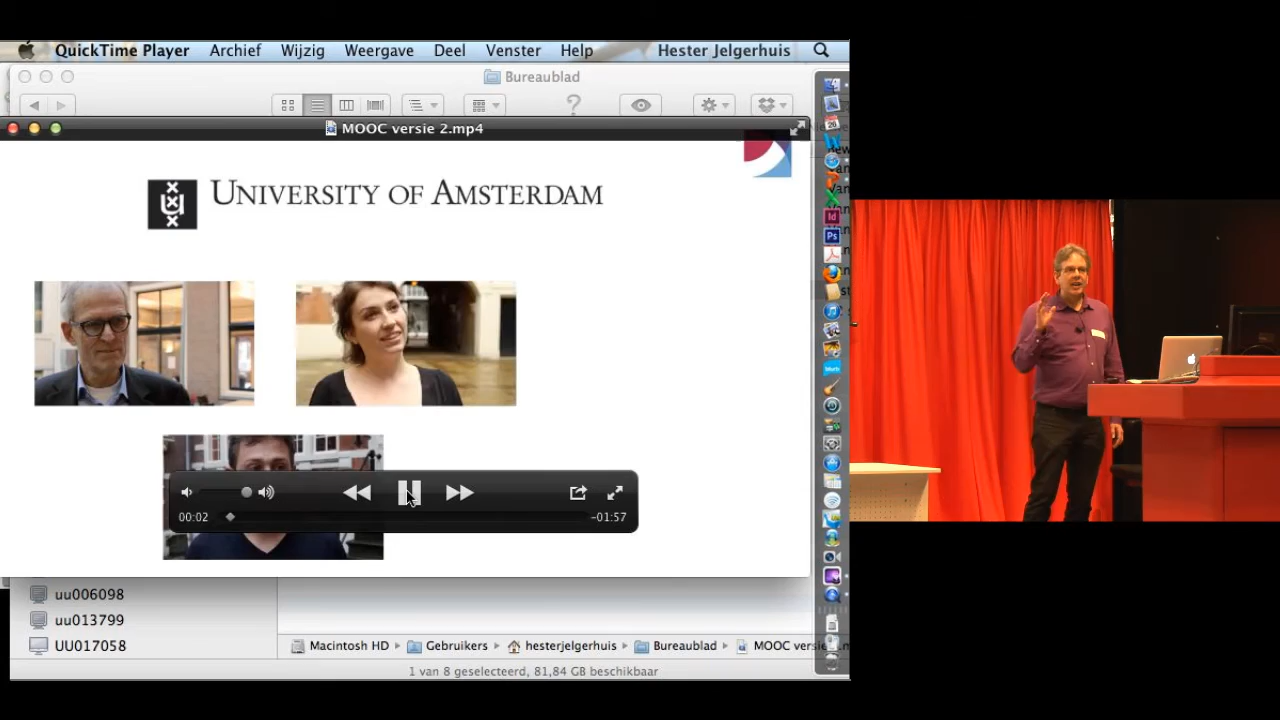 QuickTime Player Archief Wijzig Weergave Deel Venster Help Hester Jelgerhuis
Bureaublad
MOOC versie 2.mp4
UNIVERSITY OF AMSTERDAM
00:02 -01:57
uu006098
uu013799
UU017058
Macintosh HD Gebruikers hesterjelgerhuis Bureaublad MOOC
1 van 8 geselecteerd, 81,84 GB beschikbaar